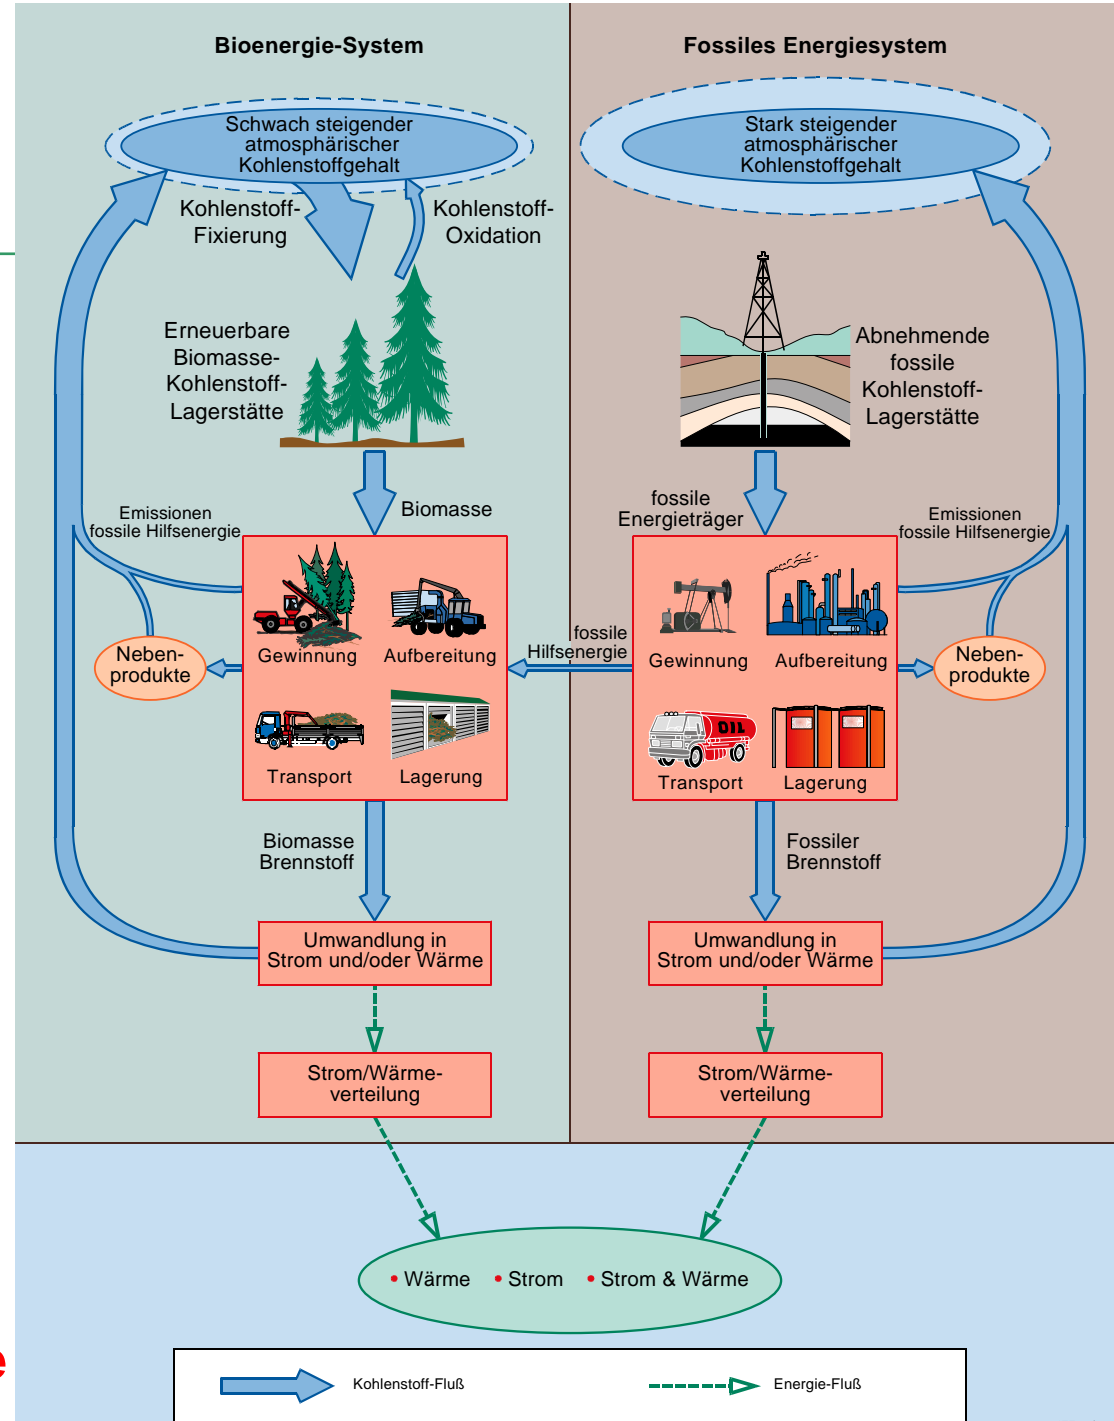 Bioenergie-System
Fossiles Energiesystem
Schwach steigender
atmosphärischer
Kohlenstoffgehalt
Stark steigender
atmosphärischer
Kohlenstoffgehalt
Kohlenstoff-
Fixierung
Kohlenstoff-
Oxidation
Erneuerbare
Biomasse-
Kohlenstoff-
Lagerstätte
Abnehmende
fossile
Kohlenstoff-
Lagerstätte
Biomasse
fossile
Energieträger
Emissionen
fossile Hilfsenergie
Emissionen
fossile Hilfsenergie
Gewinnung
Aufbereitung
fossile
Hilfsenergie
Gewinnung
Aufbereitung
Neben-
produkte
Neben-
produkte
OIL
Transport
Lagerung
Transport
Lagerung
Biomasse
Brennstoff
Fossiler
Brennstoff
Umwandlung in
Strom und/oder Wärme
Umwandlung in
Strom und/oder Wärme
Strom/Wärme-
verteilung
Strom/Wärme-
verteilung
• Wärme • Strom • Strom & Wärme
e
Kohlenstoff-Fluß
Energie-Fluß